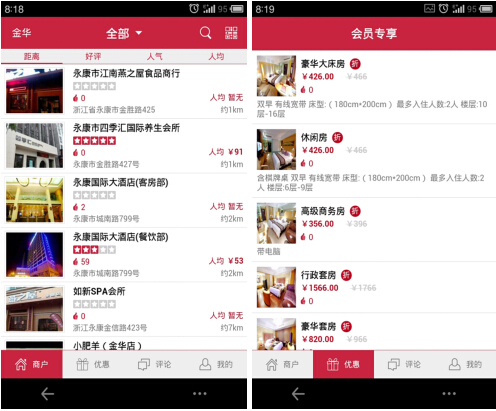 8:18
95
金华
全部
距离
好评
人气
人均
永康市江南燕之屋食品商行
0
人均 暂无
浙江省永康市金胜路425
约1km
永康市四季汇国际养生会所
0
人均 ￥91
永康市金胜路427号
约1km
永康国际大酒店(客房部)
2
人均 暂无
永康市城南路799号
约2km
永康国际大酒店(餐饮部)
59
人均 ￥53
永康市城南路799号
约2km
如新SPA会所
0
人均 暂无
浙江永康金信路423号
约7km
小肥羊（金华店）
商户
优惠
评论
我的
8:19
95
会员专享
豪华大床房 折
￥426.00 ￥466
0
双早 有线宽带 床型:（180cm*200cm） 最多入住人数:2人 楼层:10
层-16层
休闲房 折
￥426.00 ￥466
0
含棋牌桌 双早 有线宽带 床型:（180cm*200cm） 最多入住人数:2
人 楼层:6层-9层
高级商务房 折
￥356.00 ￥396
0
带电脑
行政套房 折
￥1566.00 ￥1766
0
豪华套房 折
￥820.00 ￥966
0
商户
优惠
评论
我的